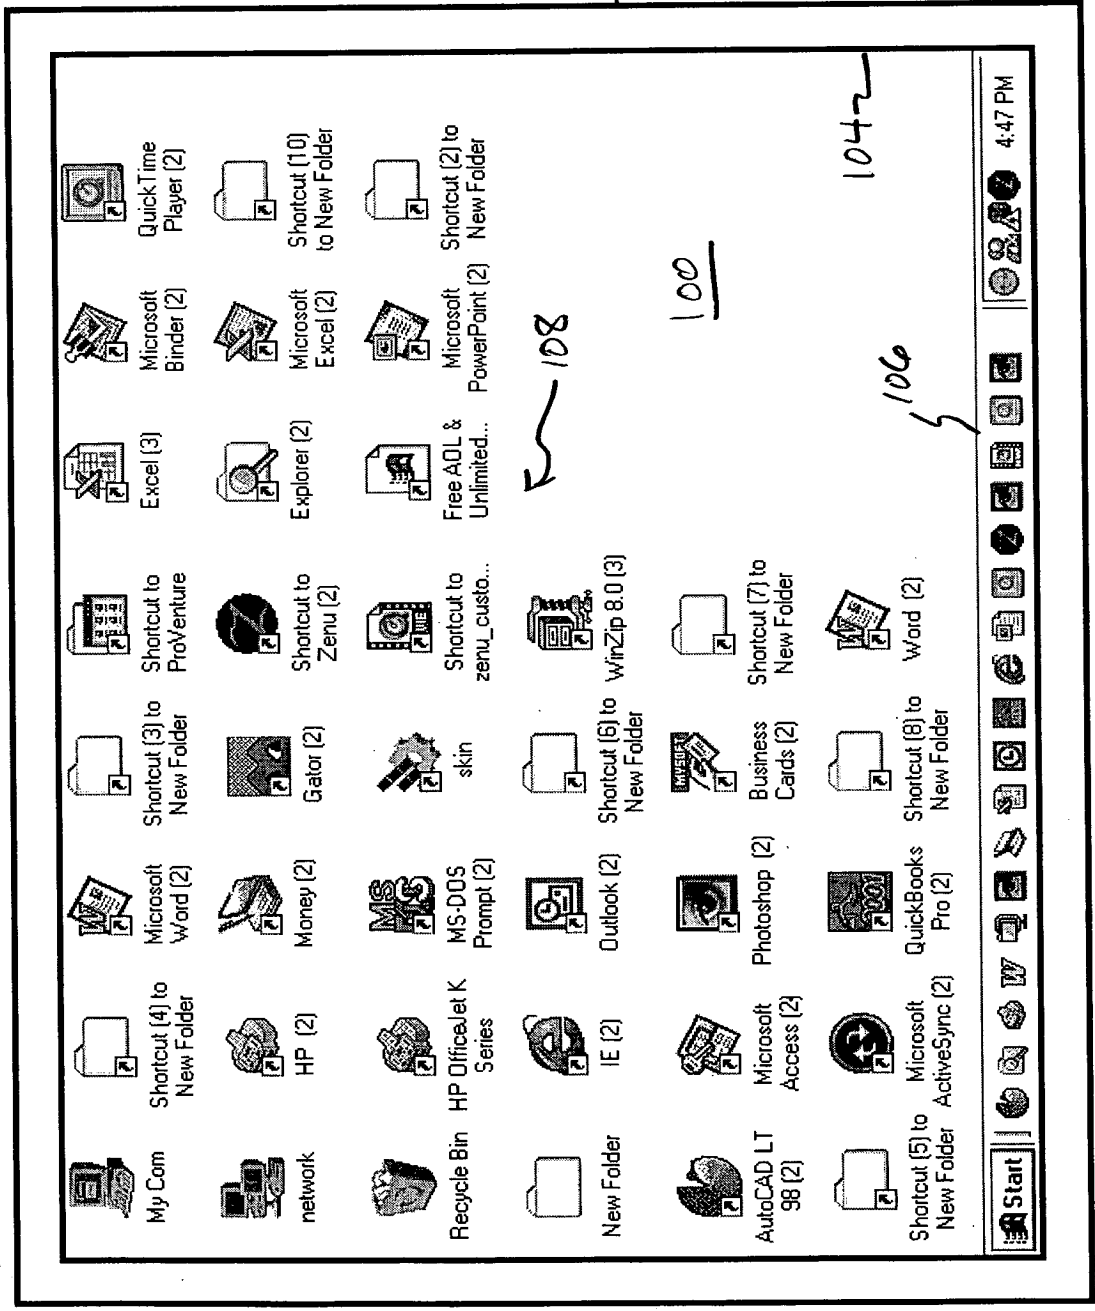 My Com
Shortcut (4) to
New Folder
Microsoft
Word (2)
Shortcut (3) to
New Folder
Shortcut to
ProVenture
Excel (3)
Microsoft
Binder (2)
QuickTime
Player (2)
network
HP (2)
Money (2)
Gator (2)
Shortcut to
Zenu (2)
Explorer (2)
Microsoft
Excel (2)
Shortcut (10)
to New Folder
Recycle Bin
HP OfficeJet K
Series
MS-DOS
Prompt (2)
skin
Shortcut to
zenu_custo...
Free AOL &
Unlimited...
Microsoft
PowerPoint (2)
Shortcut (2) to
New Folder
New Folder
IE (2)
Outlook (2)
Shortcut (6) to
New Folder
WinZip 8.0 (3)
108
AutoCAD LT
98 (2)
Microsoft
Access (2)
Photoshop (2)
Business
Cards (2)
Shortcut (7) to
New Folder
100
Shortcut (5) to
New Folder
Microsoft
ActiveSync (2)
QuickBooks
Pro (2)
Shortcut (8) to
New Folder
Word (2)
106
104
Start
4:47 PM